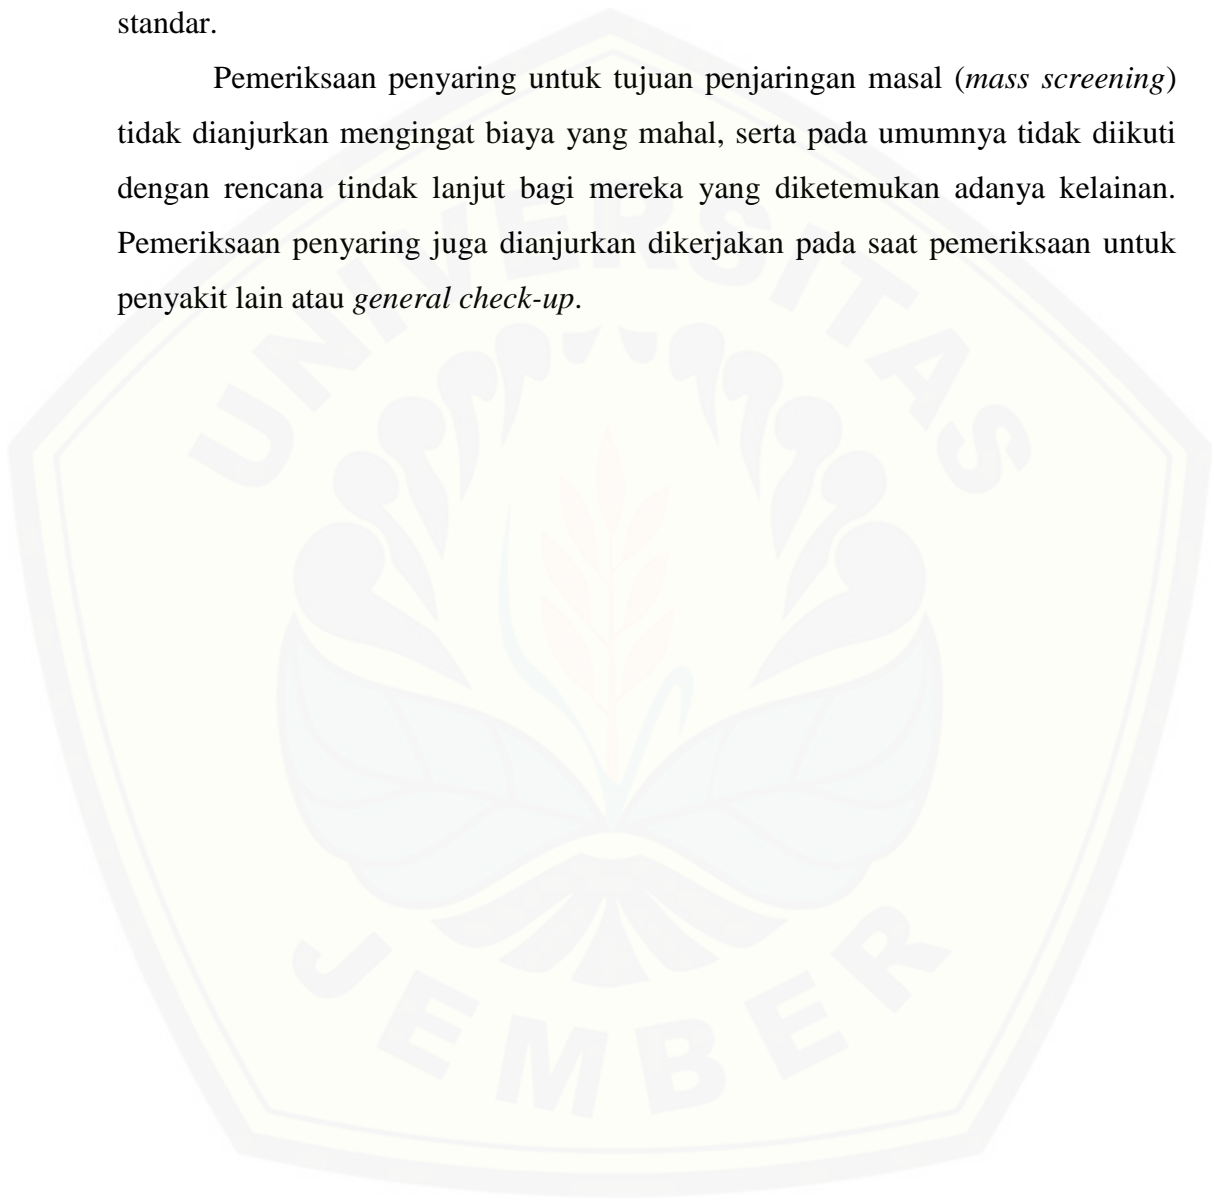 standar.
Pemeriksaan penyaring untuk tujuan penjaringan masal (mass screening)
tidak dianjurkan mengingat biaya yang mahal, serta pada umumnya tidak diikuti
dengan rencana tindak lanjut bagi mereka yang diketemukan adanya kelainan.
Pemeriksaan penyaring juga dianjurkan dikerjakan pada saat pemeriksaan untuk
penyakit lain atau general check-up.
UNIVERSITAS
JEMBER